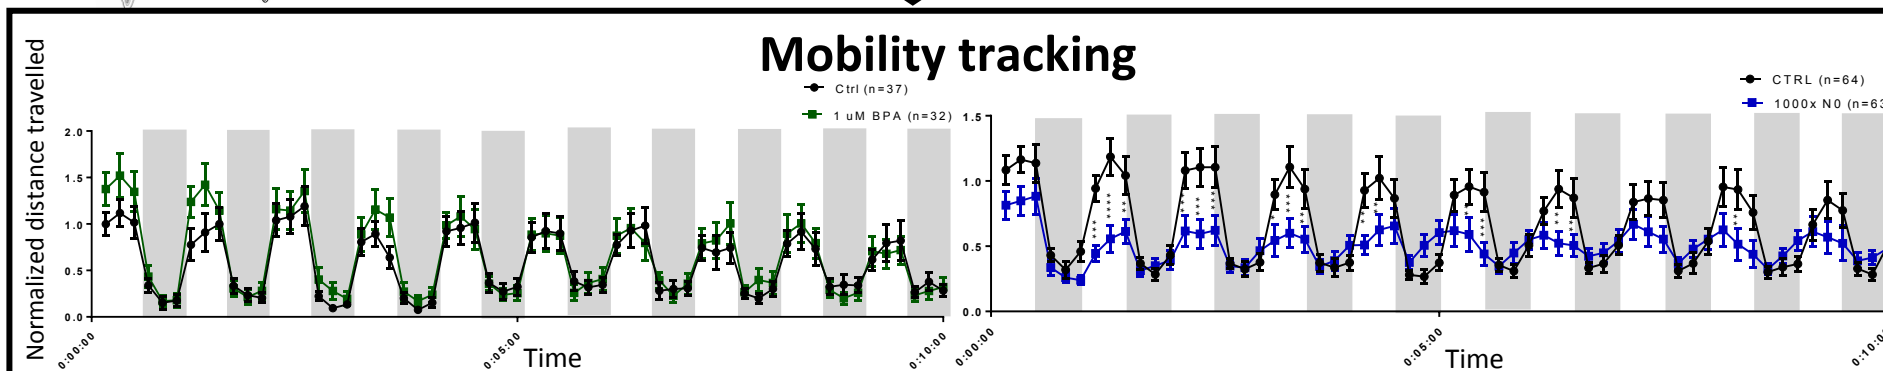 Mobility tracking
Normalized distance travelled
Ctrl (n=37)
1 uM BPA (n=32)
2.0
1.5
1.0
0.5
0.0
0:00:00
0:05:00
0:10:00
Time
CTRL (n=64)
1000x N0 (n=63
1.5
1.0
0.5
0.0
0:00:00
0:05:00
0:10:0
Time